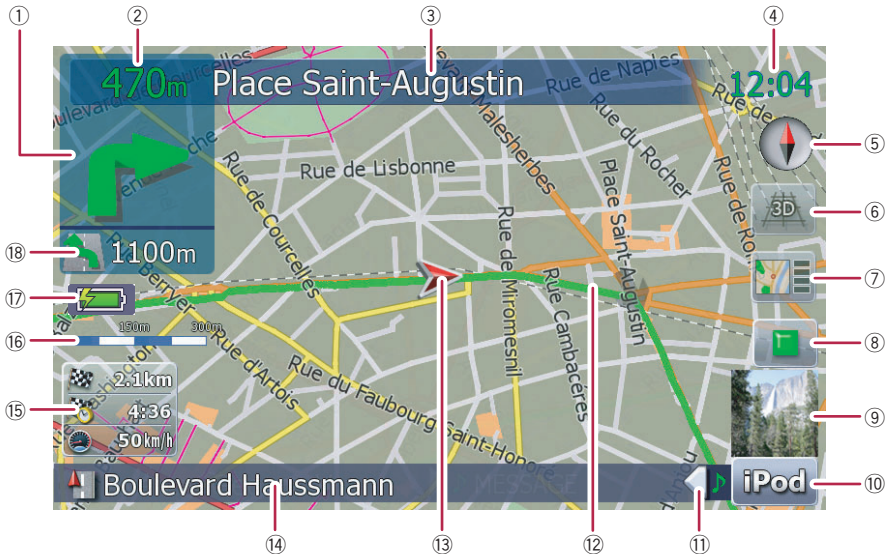 ① ② ③ ④
470m Place Saint-Augustin
12:04
⑤
3D ⑥
⑦
⑧
⑨
iPod ⑩
⑱ 1100m
⑰
⑯ 150m 300m
⑮ 2.1km
4:36
50km/h
Boulevard Haussmann
MESSAGE
⑭ ⑬ ⑫ ⑪
Rue de Naples
Malesherbes
Rue du Rocher
Rue de Lisbonne
Rue de Courcelles
Place Saint-Augustin
Rue de Miromesnil
Rue Cambacérès
Berryer
Rue d'Artois
Rue du Faubourg Saint-Honoré
Washington